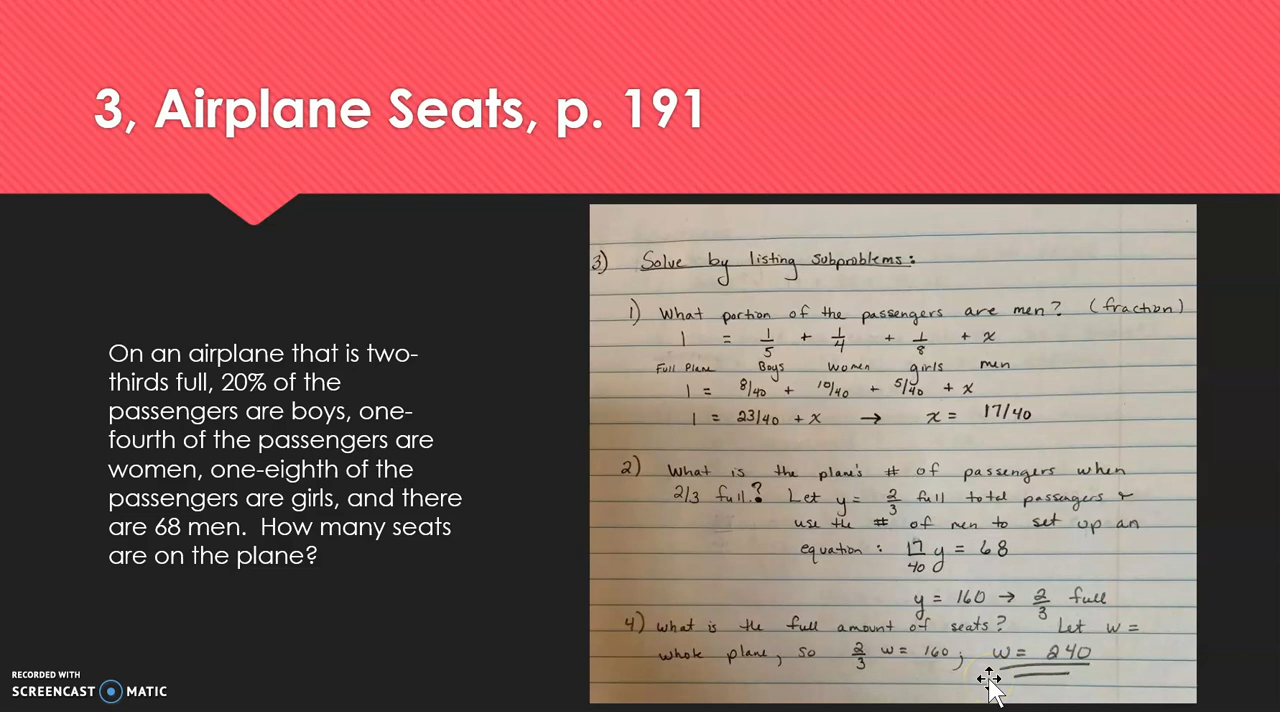 3, Airplane Seats, p. 191
On an airplane that is two-
thirds full, 20% of the
passengers are boys, one-
fourth of the passengers are
women, one-eighth of the
passengers are girls, and there
are 68 men.  How many seats
are on the plane?
3) Solve by listing subproblems:
1) What portion of the passengers are men? (fraction)
1 = 1/5 + 1/4 + 1/8 + x
Full Plane Boys Women girls men
1 = 8/40 + 10/40 + 5/40 + x
1 = 23/40 + x → x = 17/40
2) What is the plane's # of passengers when
2/3 full? Let y = 2/3 full total passengers &
use the # of men to set up an
equation: 17/40 y = 68
y = 160 → 2/3 full
4) what is the full amount of seats? Let w =
whole plane, so 2/3 w = 160; w = 240
RECORDED WITH
SCREENCAST MATIC